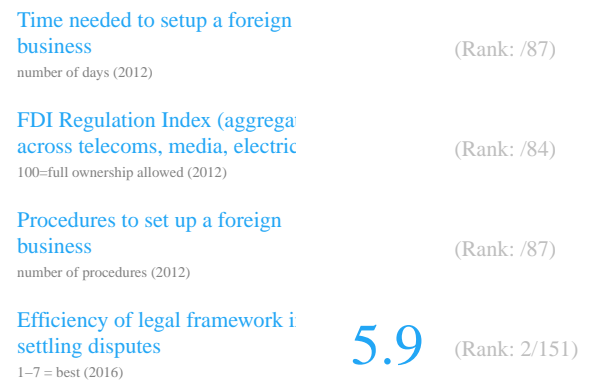 Time needed to setup a foreign
business
(Rank: /87)
number of days (2012)
FDI Regulation Index
across telecoms, media,
(Rank: /84)
100=full ownership allowed (2012)
Procedures to set up a foreign
business
(Rank: /87)
number of procedures (2012)
Efficiency of legal framework
settling disputes
5.9 (Rank: 2/151)
1–7 = best (2016)